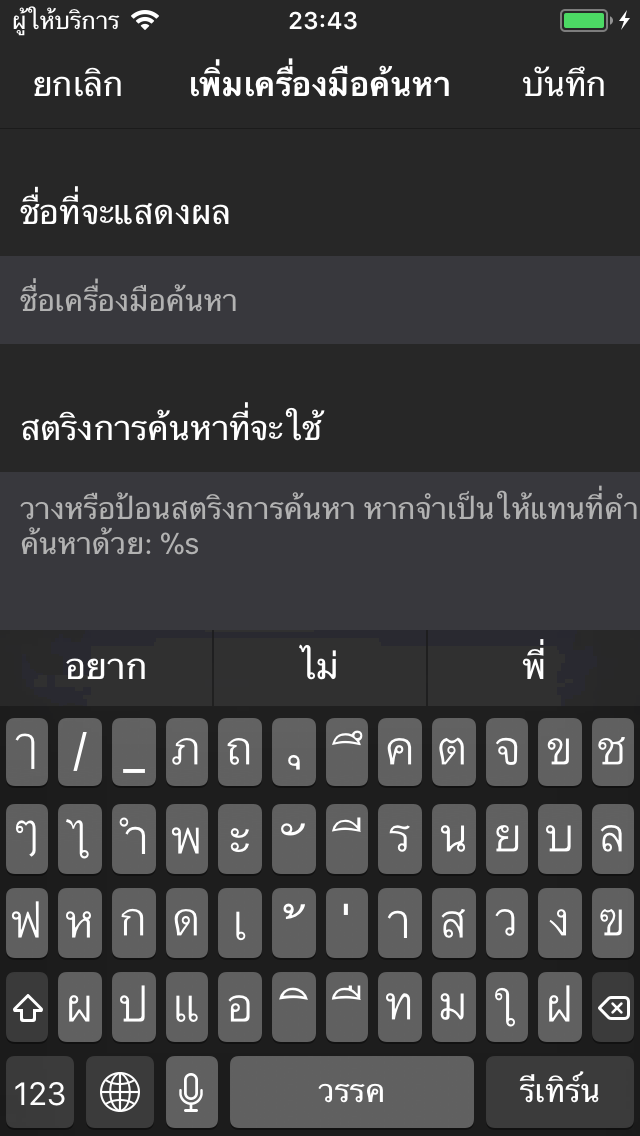 ผู้ให้บริการ 23:43
ยกเลิก เพิ่มเครื่องมือค้นหา บันทึก
ชื่อที่จะแสดงผล
ชื่อเครื่องมือค้นหา
สตริงการค้นหาที่จะใช้
วางหรือป้อนสตริงการค้นหา หากจำเป็น ให้แทนที่คำ
ค้นหาด้วย: %s
อยาก ไม่ พี่
ๅ / _ ภ ถ ุ ึ ค ต จ ข ช
ๆ ไ ำ พ ะ ั ี ร น ย บ ล
ฟ ห ก ด เ ้ ่ า ส ว ง ฃ
ผ ป แ อ ิ ื ท ม ใ ฝ
123 วรรค รีเทิร์น